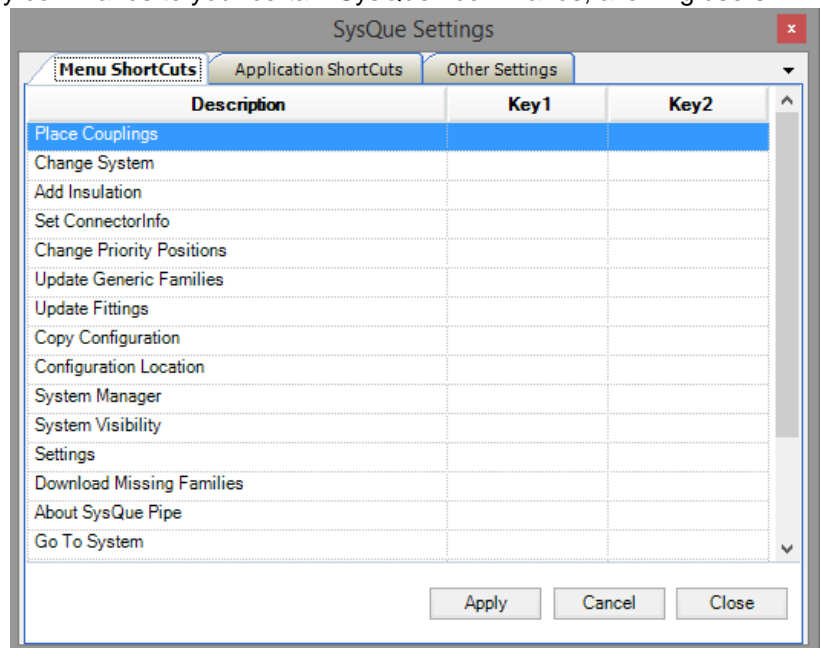 SysQue Settings
x
Menu ShortCuts Application ShortCuts Other Settings
Description Key1 Key2
Place Couplings
Change System
Add Insulation
Set ConnectorInfo
Change Priority Positions
Update Generic Families
Update Fittings
Copy Configuration
Configuration Location
System Manager
System Visibility
Settings
Download Missing Families
About SysQue Pipe
Go To System
Apply Cancel Close